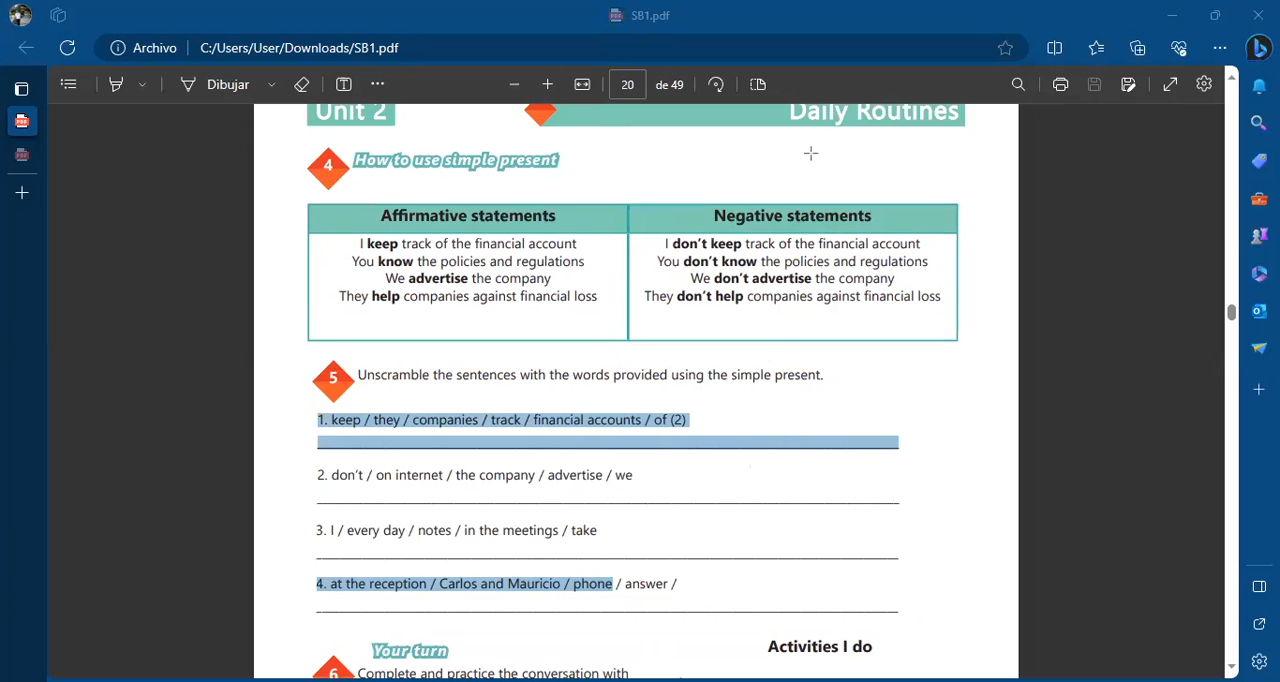 SB1.pdf
Archivo C:/Users/User/Downloads/SB1.pdf
Dibujar 20 de 49
Unit 2 Daily Routines
4 How to use simple present
Affirmative statements
I keep track of the financial account
You know the policies and regulations
We advertise the company
They help companies against financial loss
Negative statements
I don't keep track of the financial account
You don't know the policies and regulations
We don't advertise the company
They don't help companies against financial loss
5 Unscramble the sentences with the words provided using the simple present.
1. keep / they / companies / track / financial accounts / of (2)
2. don't / on internet / the company / advertise / we
3. I / every day / notes / in the meetings / take
4. at the reception / Carlos and Mauricio / phone / answer /
Your turn
Activities I do
6 Complete and practice the conversation with